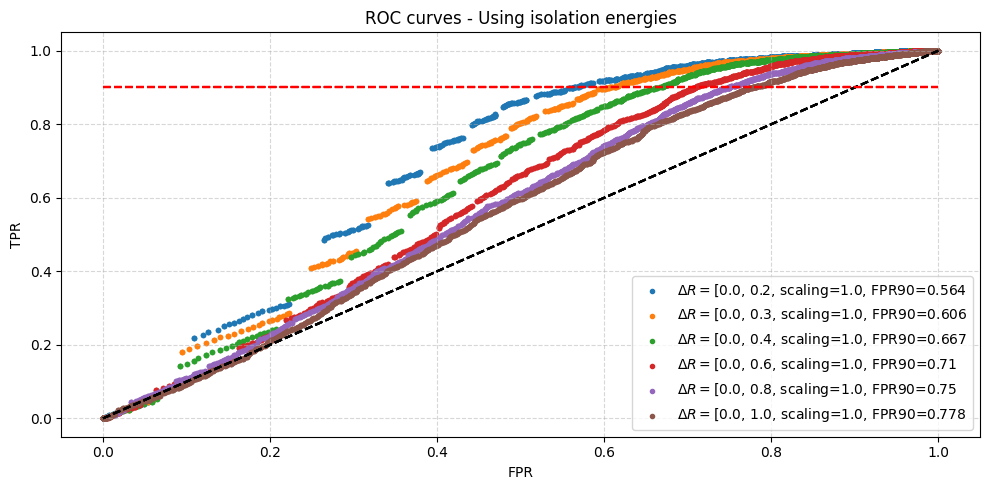 ROC curves - Using isolation energies
1.0
0.8
0.6
0.4
0.2
0.0
TPR
0.0 0.2 0.4 0.6 0.8 1.0
FPR
ΔR = [0.0, 0.2, scaling=1.0, FPR90=0.564
ΔR = [0.0, 0.3, scaling=1.0, FPR90=0.606
ΔR = [0.0, 0.4, scaling=1.0, FPR90=0.667
ΔR = [0.0, 0.6, scaling=1.0, FPR90=0.71
ΔR = [0.0, 0.8, scaling=1.0, FPR90=0.75
ΔR = [0.0, 1.0, scaling=1.0, FPR90=0.778